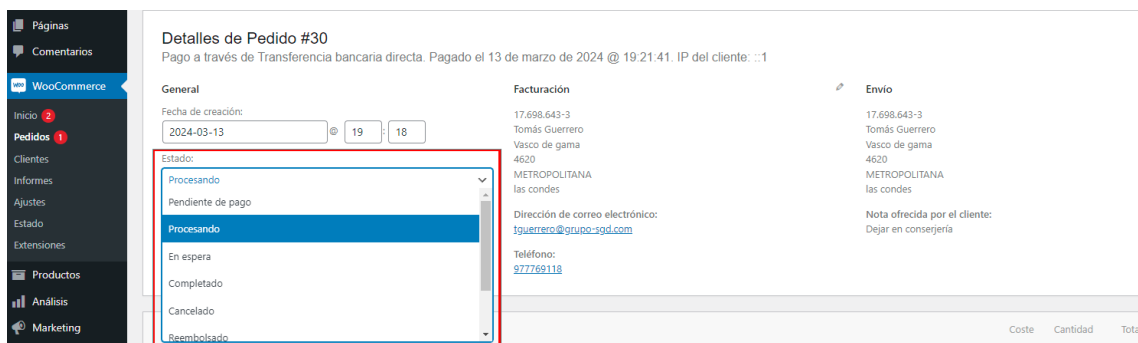 Páginas
Comentarios
WooCommerce
Inicio 2
Pedidos 1
Clientes
Informes
Ajustes
Estado
Extensiones
Productos
Análisis
Marketing
Detalles de Pedido #30
Pago a través de Transferencia bancaria directa. Pagado el 13 de marzo de 2024 @ 19:21:41. IP del cliente: ::1
General
Fecha de creación:
2024-03-13 @ 19 : 18
Estado:
Procesando
Pendiente de pago
Procesando
En espera
Completado
Cancelado
Reembolsado
Facturación
17.698.643-3
Tomás Guerrero
Vasco de gama
4620
METROPOLITANA
las condes
Dirección de correo electrónico:
tguerrero@grupo-sgd.com
Teléfono:
977769118
Envío
17.698.643-3
Tomás Guerrero
Vasco de gama
4620
METROPOLITANA
las condes
Nota ofrecida por el cliente:
Dejar en conserjería
Coste Cantidad Tota